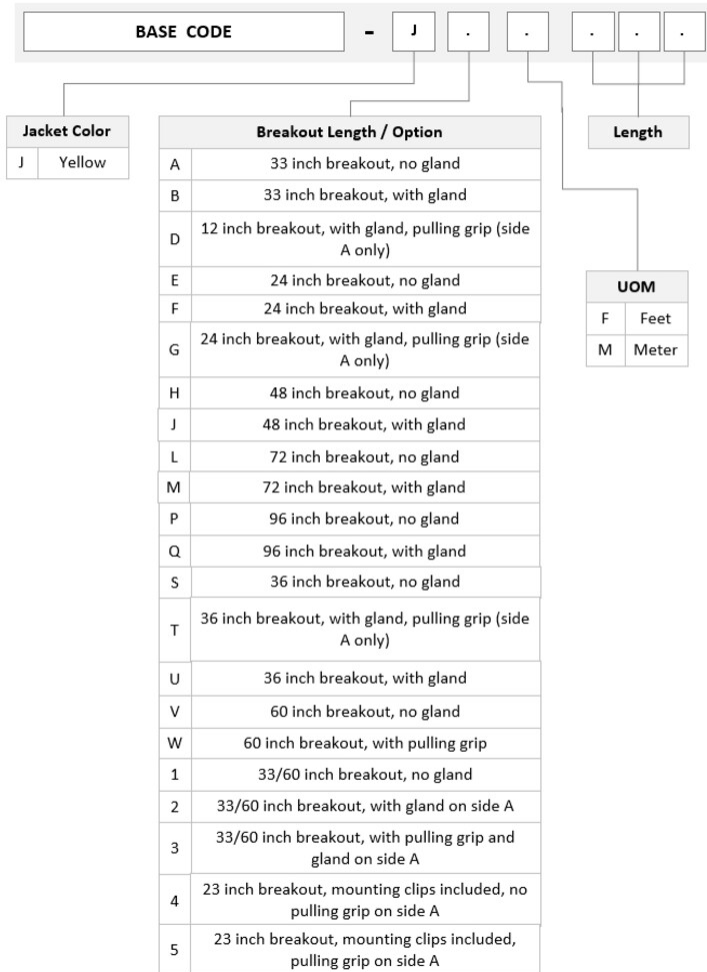 BASE CODE - J . . . . .
Jacket Color
J Yellow
Breakout Length / Option
A 33 inch breakout, no gland
B 33 inch breakout, with gland
D 12 inch breakout, with gland, pulling grip (side
A only)
E 24 inch breakout, no gland
F 24 inch breakout, with gland
G 24 inch breakout, with gland, pulling grip (side
A only)
H 48 inch breakout, no gland
J 48 inch breakout, with gland
L 72 inch breakout, no gland
M 72 inch breakout, with gland
P 96 inch breakout, no gland
Q 96 inch breakout, with gland
S 36 inch breakout, no gland
T 36 inch breakout, with gland, pulling grip (side
A only)
U 36 inch breakout, with gland
V 60 inch breakout, no gland
W 60 inch breakout, with pulling grip
1 33/60 inch breakout, no gland
2 33/60 inch breakout, with gland on side A
3 33/60 inch breakout, with pulling grip and
gland on side A
4 23 inch breakout, mounting clips included, no
pulling grip on side A
5 23 inch breakout, mounting clips included,
pulling grip on side A
Length
UOM
F Feet
M Meter